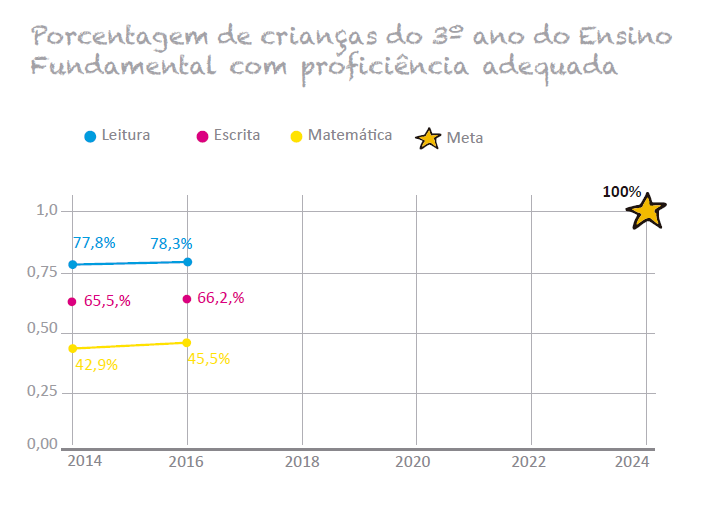 Porcentagem de crianças do 3º ano do Ensino
Fundamental com proficiência adequada
Leitura Escrita Matemática Meta
100%
1,0
77,8% 78,3%
0,75
65,5,% 66,2,%
0,50
42,9% 45,5%
0,25
0,00
2014 2016 2018 2020 2022 2024